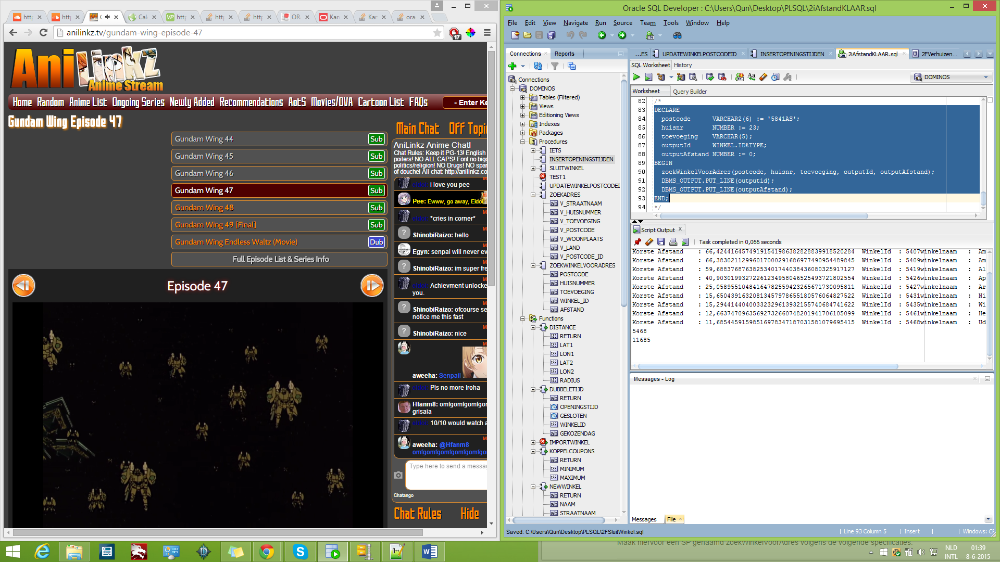 http
http
(
Cal
http
http
http
OR
Kan
Kan
ora
anilinkz.tv/gundam-wing-episode-47
17
AniLinkz
Anime Stream
Home Random Anime List Ongoing Series Newly Added Recommendations AotS Movies/OVA Cartoon List FAQs
- Enter Ke
Gundam Wing Episode 47
Gundam Wing 44 Sub
Gundam Wing 45 Sub
Gundam Wing 46 Sub
Gundam Wing 47 Sub
Gundam Wing 48 Sub
Gundam Wing 49 [Final] Sub
Gundam Wing Endless Waltz (Movie) Dub
Full Episode List & Series Info
Episode 47
Main Chat OFF Topi
AniLinkz Anime Chat!
Chat Rules: Keep it PG-13! English
poilers! NO ALL CAPS! Font no bigg
politics/religion! NO Drugs! NO spar
of douche! All chat: http://anilinkz.co
eldoi: i love you pee
Pee: Ewww, go away, Eldoi
eldoi: *cries in corner*
ShinobiRaizo: hello
Egyn: senpai will never ev
ShinobiRaizo: im super fre
eldoi: Achievment unlocke
you.
ShinobiRaizo: ofcourse se
notice me this fast
ShinobiRaizo: nice
aweeha: Senpai!
eldoi: Pls no more Iroha
Hfanm8: omfgomfgomfgor
grisaia
eldoi: 10/10 would watch a
aweeha: @Hfanm8
omfgomfgomfgomfgomfgor
Type here to send a messag
Chatango
Chat Rules Hide
Oracle SQL Developer : C:\Users\Qun\Desktop\PLSQL\2iAfstandKLAAR.sql
File Edit View Navigate Run Source Team Tools Window Help
Connections
Reports
Connections
DOMINOS
Tables (Filtered)
Views
Editioning Views
Indexes
Packages
Procedures
IETS
INSERTOPENINGSTIJDEN
SLUITWINKEL
TEST1
UPDATEWINKELPOSTCODEI
ZOEKADRES
V_STRAATNAAM
V_HUISNUMMER
V_TOEVOEGING
V_POSTCODE
V_WOONPLAATS
V_LAND
V_POSTCODE_ID
ZOEKWINKELVOORADRES
POSTCODE
HUISNUMMER
TOEVOEGING
WINKEL_ID
AFSTAND
Functions
DISTANCE
RETURN
LAT1
LON1
LAT2
LON2
RADIUS
DUBBELETIJD
RETURN
OPENINGSTIJD
GESLOTEN
WINKELID
GEKOZENDAG
IMPORTWINKEL
KOPPELCOUPONS
RETURN
MINIMUM
MAXIMUM
NEWWINKEL
RETURN
NAAM
STRAATNAAM
...ES UPDATEWINKELPOSTCODEID INSERTOPENINGSTIJDEN 2iAfstandKLAAR.sql 2FVerhuizen...
SQL Worksheet History
DOMINOS
Worksheet Query Builder
82 /*
83 DECLARE
84 postcode VARCHAR2(6) := '5841AS';
85 huisnr NUMBER := 23;
86 toevoeging VARCHAR(5);
87 outputId WINKEL.ID%TYPE;
88 outputAfstand NUMBER := 0;
89 BEGIN
90 zoekWinkelVoorAdres(postcode, huisnr, toevoeging, outputId, outputAfstand);
91 DBMS_OUTPUT.PUT_LINE(outputid);
92 DBMS_OUTPUT.PUT_LINE(outputAfstand);
93 END;
94 */
Script Output
Task completed in 0,066 seconds
Korste Afstand : 66,4244164574919154198638282883991852​0284 WinkelId : 5407winkelnaam : Am
Korste Afstand : 66,38302112996017000291686977490954489845 WinkelId : 5409winkelnaam : Am
Korste Afstand : 59,68837687638253401744038436080325917127 WinkelId : 5419winkelnaam : Al
Korste Afstand : 40,90301993272261234958046525493721802554 WinkelId : 5426winkelnaam : Ap
Korste Afstand : 25,05895510484164782559423265671730095811 WinkelId : 5430winkelnaam : Ar
Korste Afstand : 15,65043916320813457978655180576064827522 WinkelId : 5431winkelnaam : Ni
Korste Afstand : 15,29441440400332329613932155740684741622 WinkelId : 5435winkelnaam : Wi
Korste Afstand : 12,66374709635692732660748201941706105099 WinkelId : 5461winkelnaam : He
Korste Afstand : 11,68544591598516978347187031581079695415 WinkelId : 5468winkelnaam : Ud
5468
11685
Messages - Log
Messages File
Saved: C:\Users\Qun\Desktop\PLSQL\2FSluitWinkel.sql
Line 93 Column 5 Insert Windows: CR
Maak hiervoor een SP genaamd zoekWinkelvoorAdres volgens de volgende specificaties.
NLD
INTL
01:39
8-6-2015